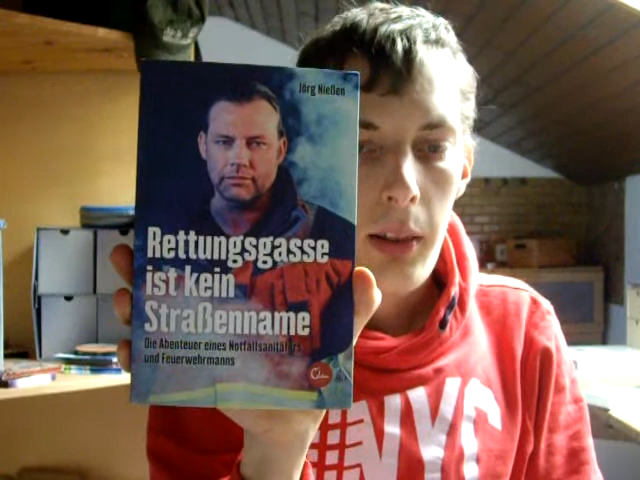 Jörg Nießen
Rettungsgasse
ist kein
Straßenname
Die Abenteuer eines Notfallsanitäters
und Feuerwehrmanns
#NYC